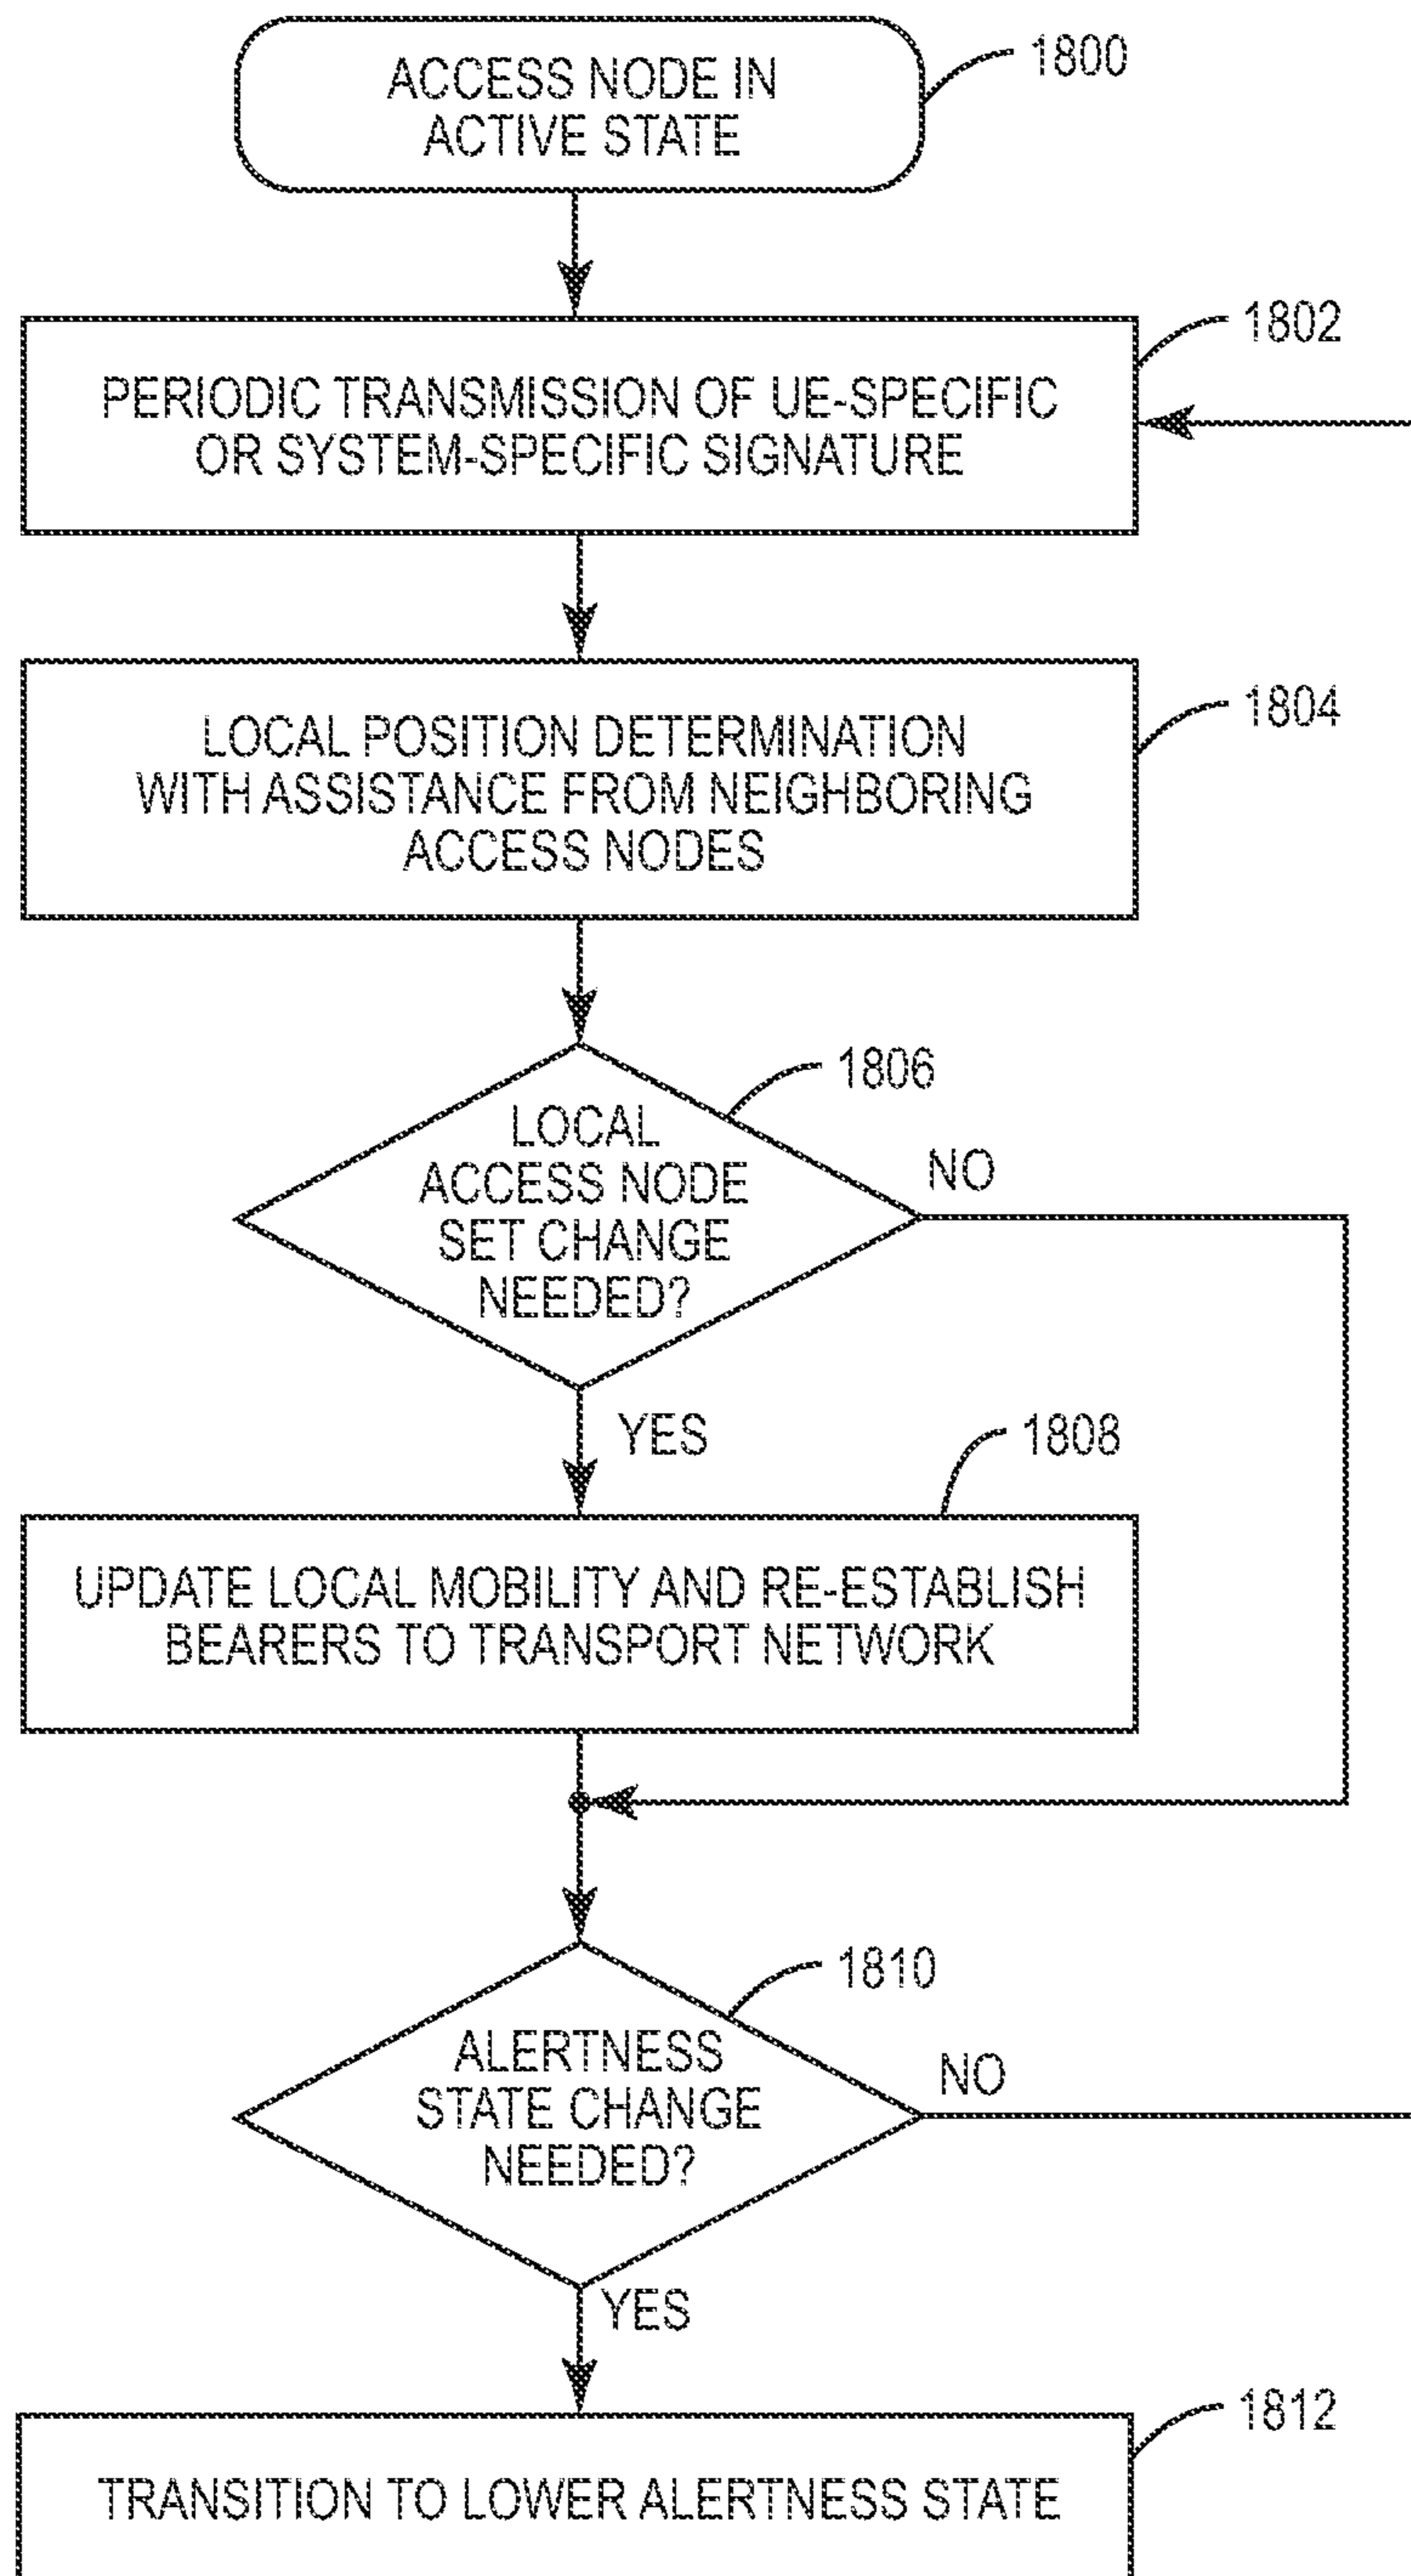 ACCESS NODE IN
ACTIVE STATE
1800
1802
PERIODIC TRANSMISSION OF UE-SPECIFIC
OR SYSTEM-SPECIFIC SIGNATURE
1804
LOCAL POSITION DETERMINATION
WITH ASSISTANCE FROM NEIGHBORING
ACCESS NODES
1806
LOCAL
ACCESS NODE
SET CHANGE
NEEDED?
NO
YES
1808
UPDATE LOCAL MOBILITY AND RE-ESTABLISH
BEARERS TO TRANSPORT NETWORK
1810
ALERTNESS
STATE CHANGE
NEEDED?
NO
YES
1812
TRANSITION TO LOWER ALERTNESS STATE